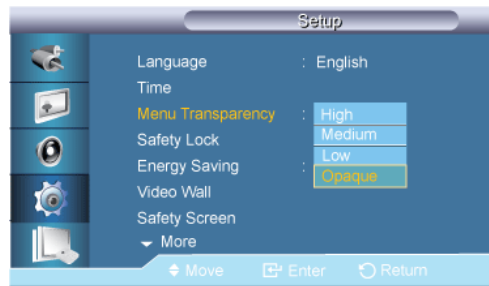 Setup
Language : English
Time
Menu Transparency : High
Medium
Safety Lock
Low
Energy Saving :
Opaque
Video Wall
Safety Screen
More
Move Enter Return